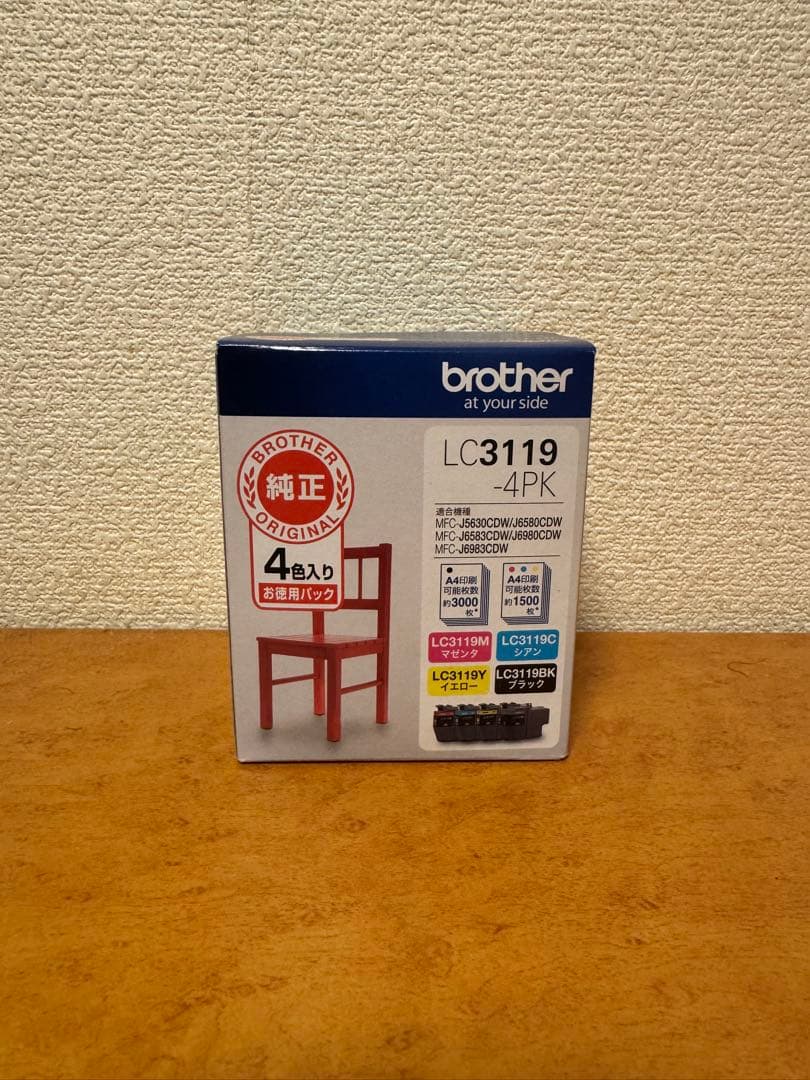 brother
at your side
BROTHER
純正
ORIGINAL
4色入り
お徳用パック
LC3119
-4PK
適合機種
MFC-J5630CDW/J6580CDW
MFC-J6583CDW/J6980CDW
MFC-J6983CDW
A4印刷
可能枚数
約3000
枚*
A4印刷
可能枚数
約1500
枚*
LC3119M
マゼンタ
LC3119C
シアン
LC3119Y
イエロー
LC3119BK
ブラック